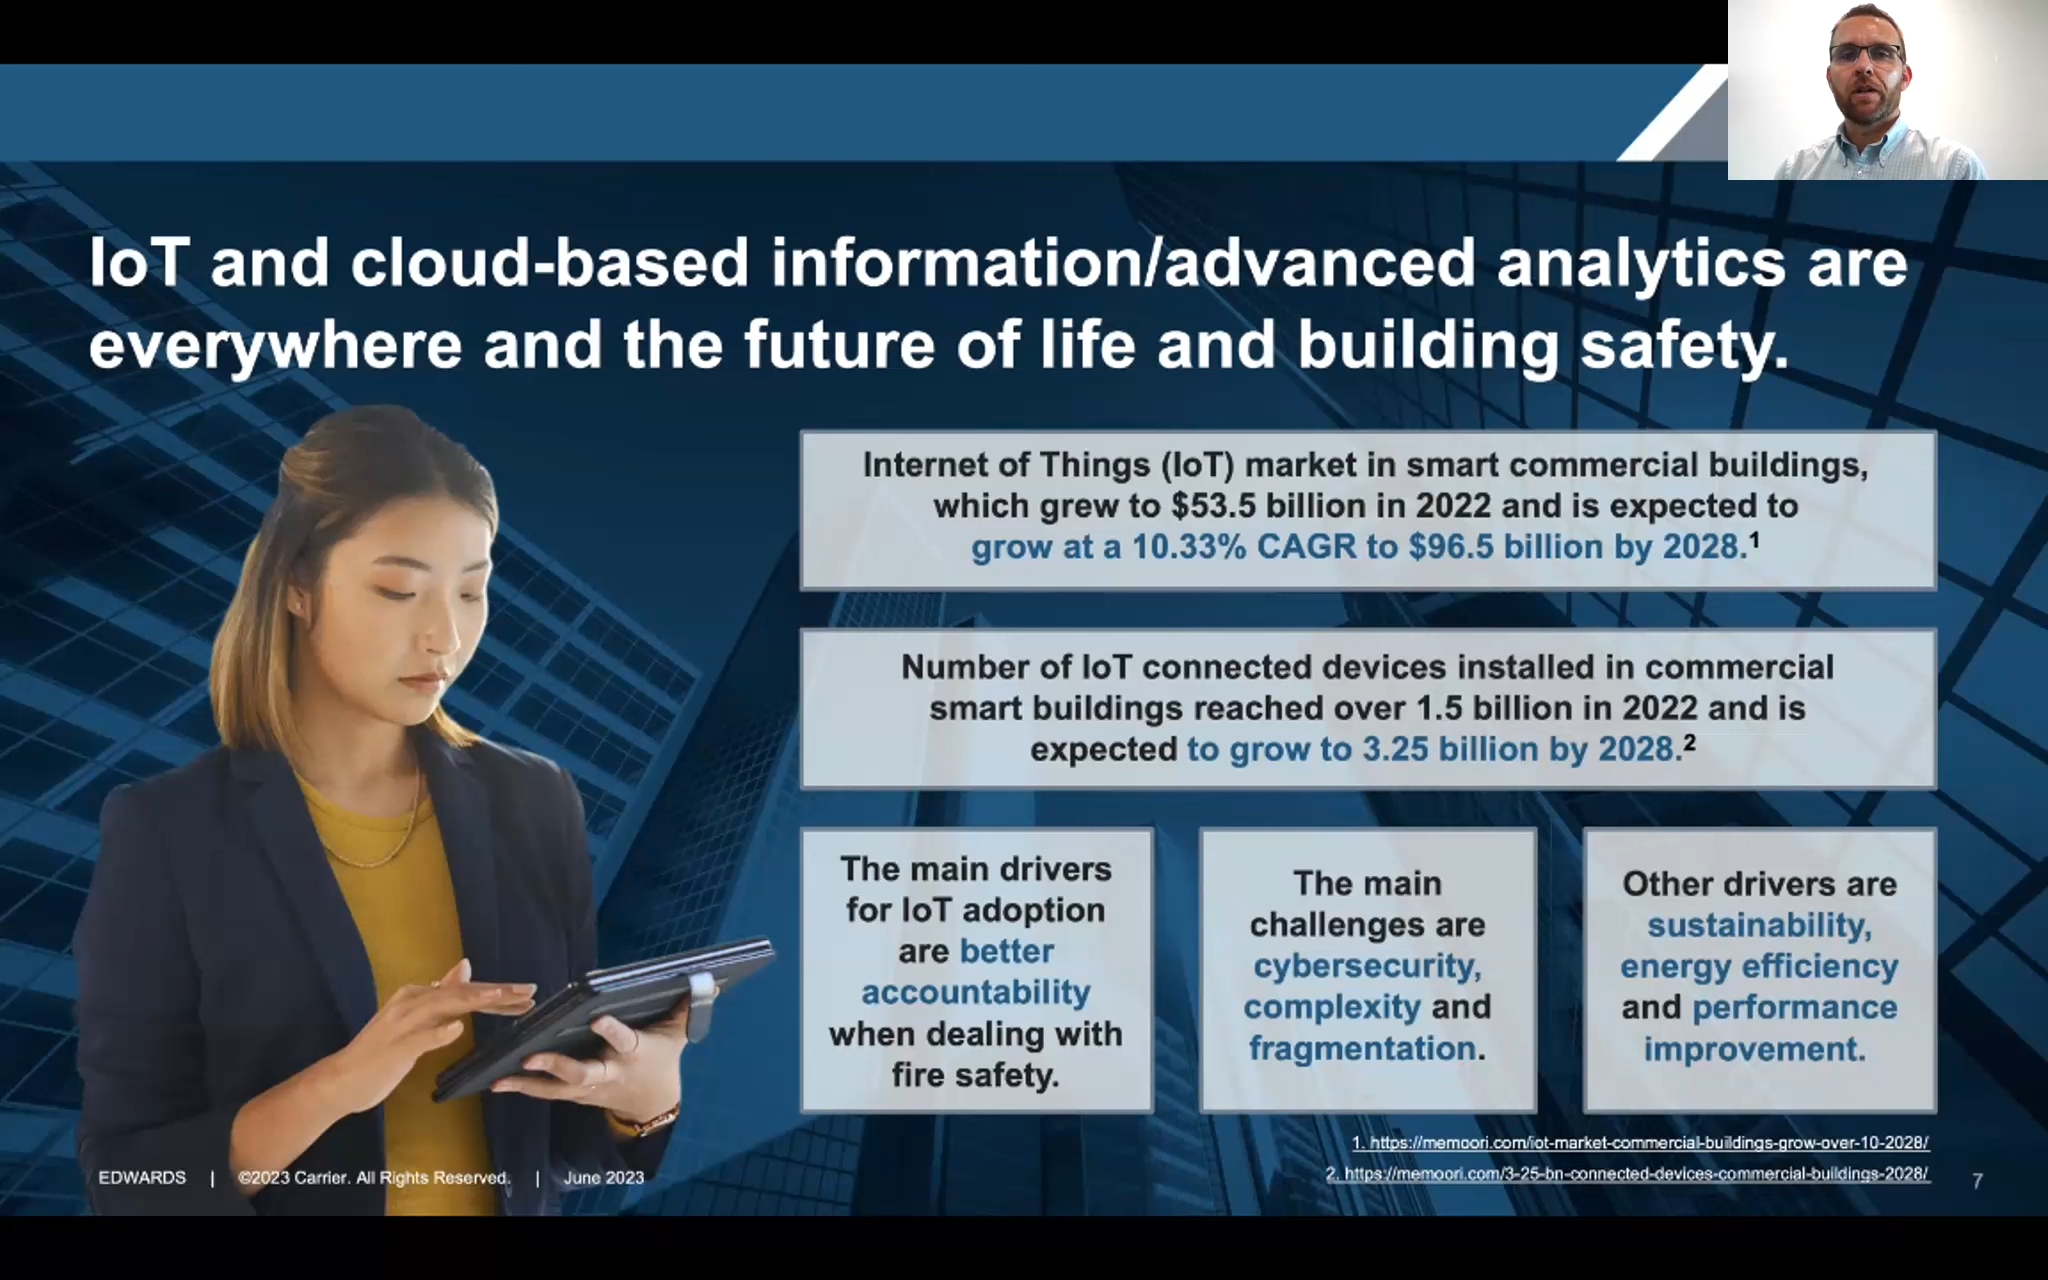 IoT and cloud-based information/advanced analytics are
everywhere and the future of life and building safety.
Internet of Things (IoT) market in smart commercial buildings,
which grew to $53.5 billion in 2022 and is expected to
grow at a 10.33% CAGR to $96.5 billion by 2028.¹
Number of IoT connected devices installed in commercial
smart buildings reached over 1.5 billion in 2022 and is
expected to grow to 3.25 billion by 2028.²
The main drivers
for IoT adoption
are better
accountability
when dealing with
fire safety.
The main
challenges are
cybersecurity,
complexity and
fragmentation.
Other drivers are
sustainability,
energy efficiency
and performance
improvement.
1. https://memoori.com/iot-market-commercial-buildings-grow-over-10-2028/
2. https://memoori.com/3-25-bn-connected-devices-commercial-buildings-2028/
EDWARDS | ©2023 Carrier. All Rights Reserved. | June 2023
7